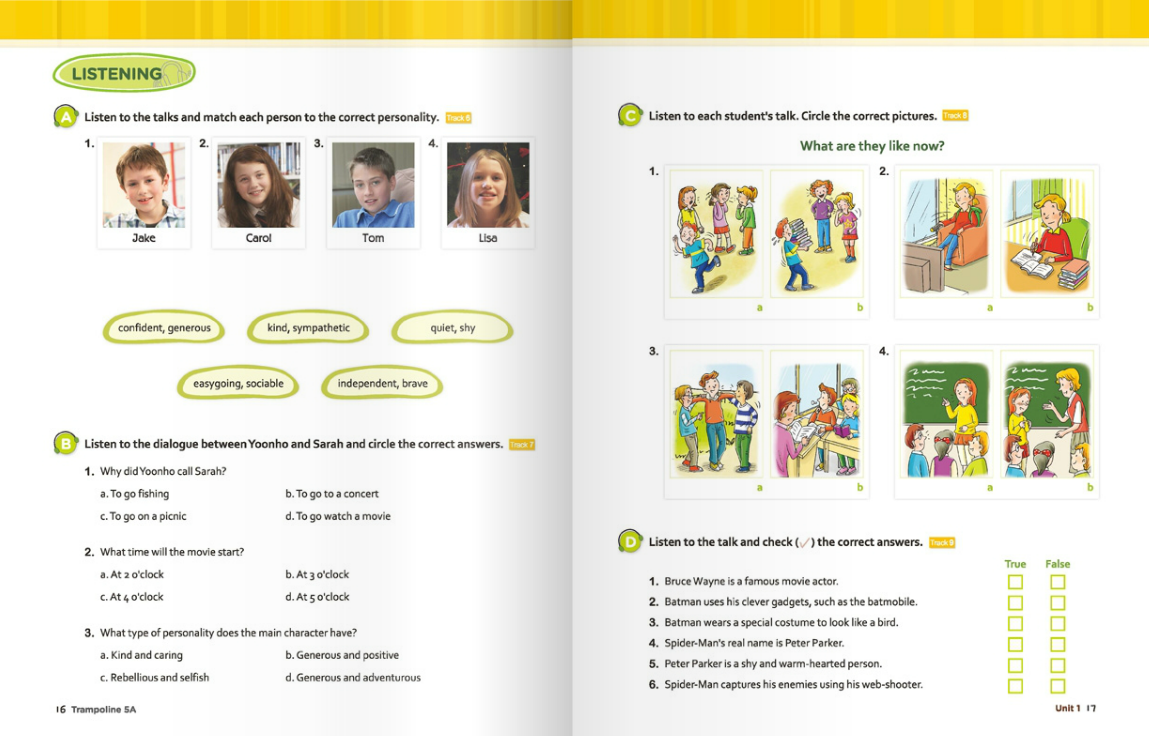 LISTENING
A Listen to the talks and match each person to the correct personality. Track 6
1. 2. 3. 4.
Jake Carol Tom Lisa
confident, generous kind, sympathetic quiet, shy
easygoing, sociable independent, brave
B Listen to the dialogue between Yoonho and Sarah and circle the correct answers. Track 7
1. Why did Yoonho call Sarah?
a. To go fishing b. To go to a concert
c. To go on a picnic d. To go watch a movie
2. What time will the movie start?
a. At 2 o'clock b. At 3 o'clock
c. At 4 o'clock d. At 5 o'clock
3. What type of personality does the main character have?
a. Kind and caring b. Generous and positive
c. Rebellious and selfish d. Generous and adventurous
16 Trampoline 5A
C Listen to each student's talk. Circle the correct pictures. Track 8
What are they like now?
1. 2.
a b a b
3. 4.
a b a b
D Listen to the talk and check (✓) the correct answers. Track 9
True False
1. Bruce Wayne is a famous movie actor.
2. Batman uses his clever gadgets, such as the batmobile.
3. Batman wears a special costume to look like a bird.
4. Spider-Man's real name is Peter Parker.
5. Peter Parker is a shy and warm-hearted person.
6. Spider-Man captures his enemies using his web-shooter.
Unit 1 17